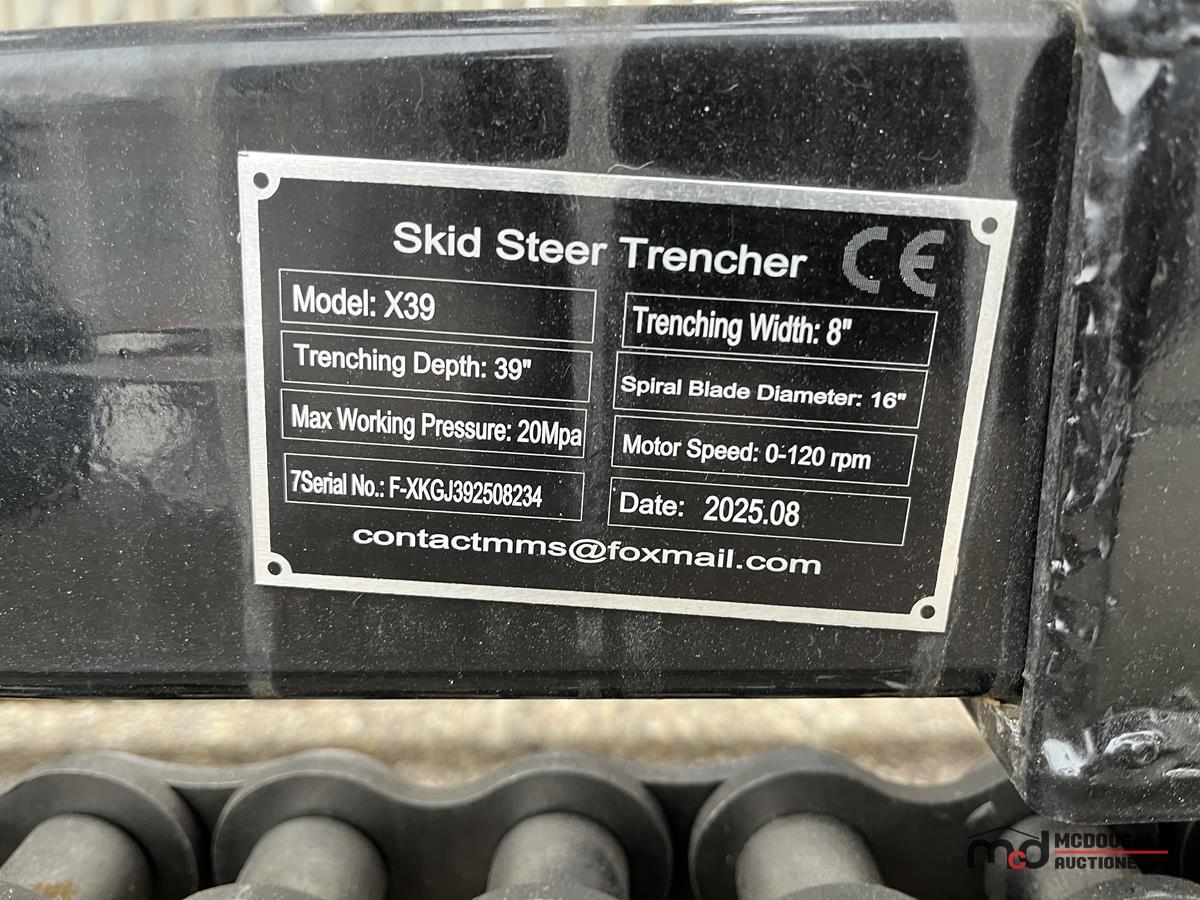 Skid Steer Trencher CE
Model: X39
Trenching Width: 8"
Trenching Depth: 39"
Spiral Blade Diameter: 16"
Max Working Pressure: 20Mpa
Motor Speed: 0-120 rpm
7Serial No.: F-XKGJ392508234
Date: 2025.08
contactmms@foxmail.com
mcd